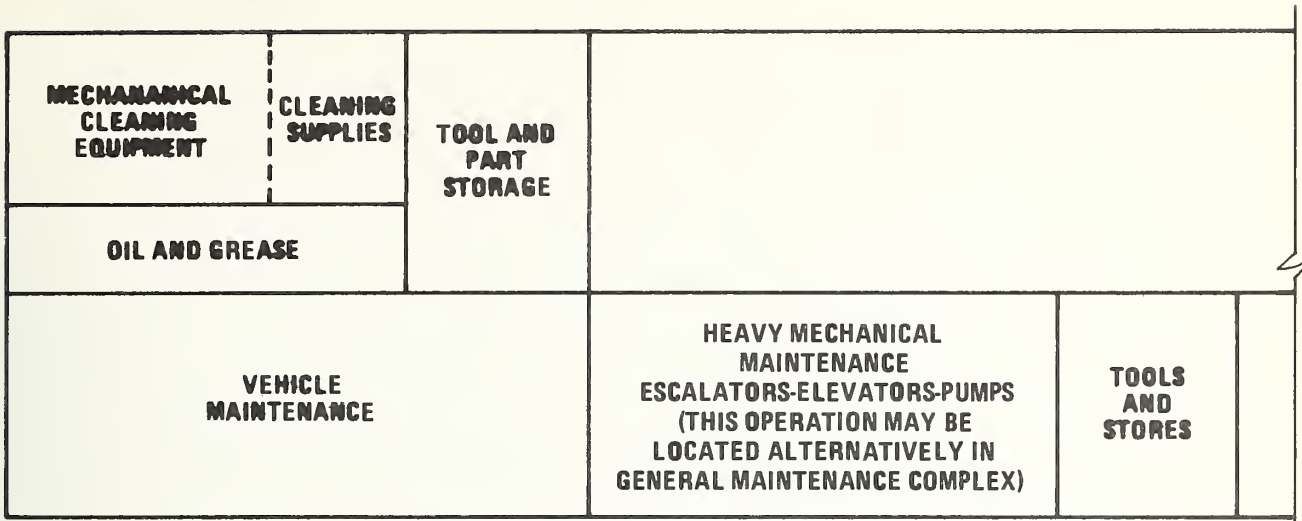 MECHANANICAL
CLEANING
EQUIPMENT
CLEANING
SUPPLIES
TOOL AND
PART
STORAGE
OIL AND GREASE
VEHICLE
MAINTENANCE
HEAVY MECHANICAL
MAINTENANCE
ESCALATORS-ELEVATORS-PUMPS
(THIS OPERATION MAY BE
LOCATED ALTERNATIVELY IN
GENERAL MAINTENANCE COMPLEX)
TOOLS
AND
STORES